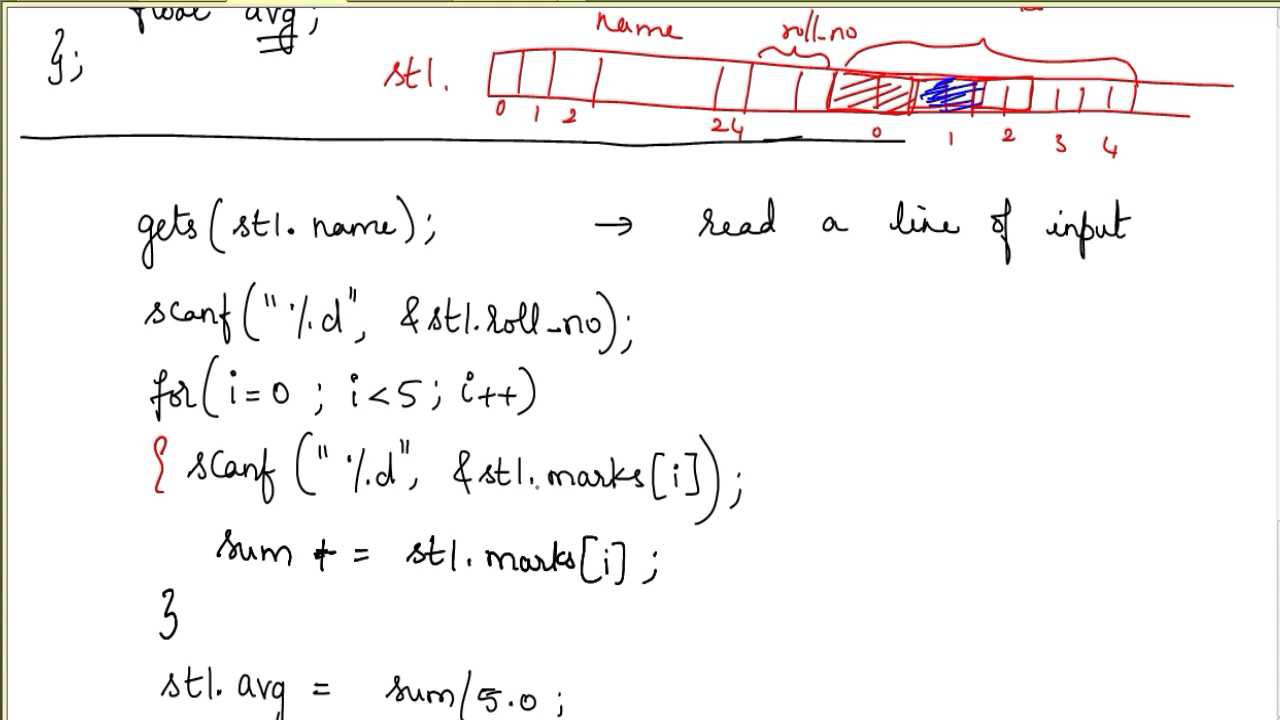 float avg;
};
name roll_no
st1.
0 1 2 24 0 1 2 3 4
gets(st1.name); → read a line of input
scanf("%d", &st1.roll_no);
for(i=0 ; i<5; i++)
{ scanf ("%d", &st1.marks[i]);
sum += st1.marks[i];
}
st1.avg = sum/5.0;